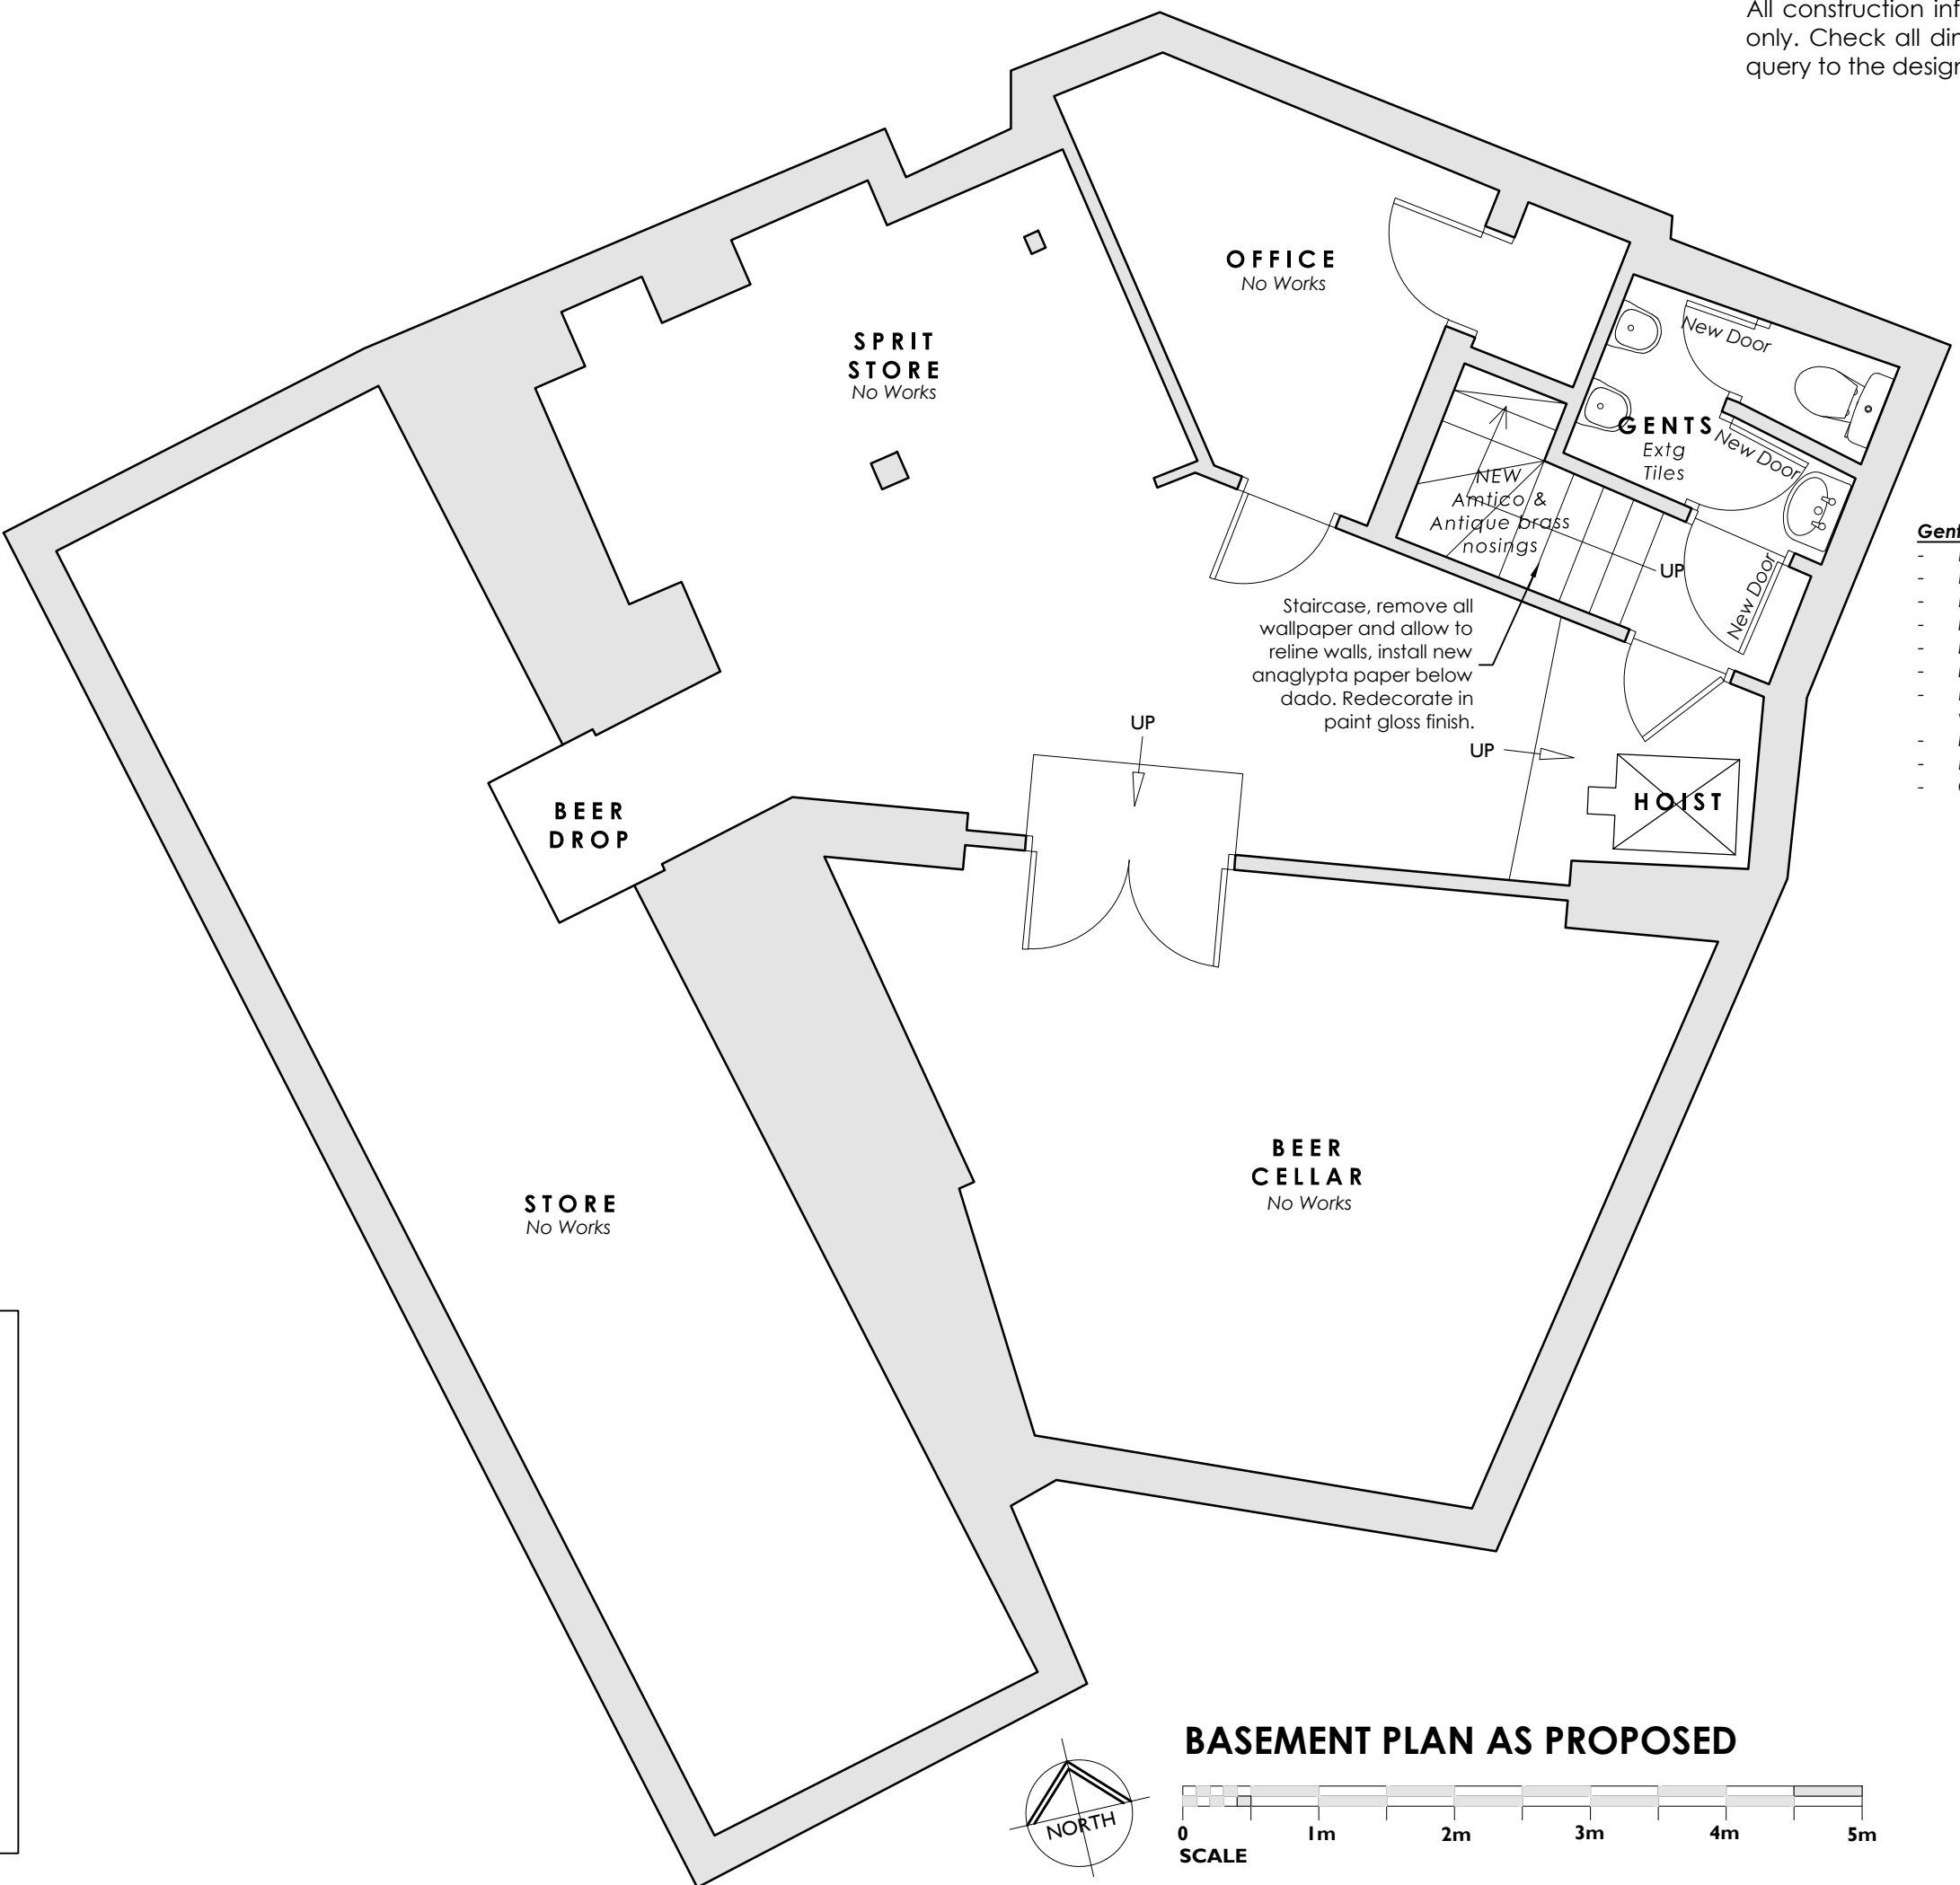 All construction
only. Check all
query to the
OFFICE
No Works
SPRIT
STORE
No Works
New Door
GENTS
Extg
Tiles
New Door
NEW
Amtico &
Antique brass
nosings
UP
New Door
Staircase, remove all
wallpaper and allow to
reline walls, install new
anaglypta paper below
dado. Redecorate in
paint gloss finish.
UP
UP
HOIST
BEER
DROP
BEER
CELLAR
No Works
STORE
No Works
BASEMENT PLAN AS PROPOSED
NORTH
0 1m 2m 3m 4m 5m
SCALE